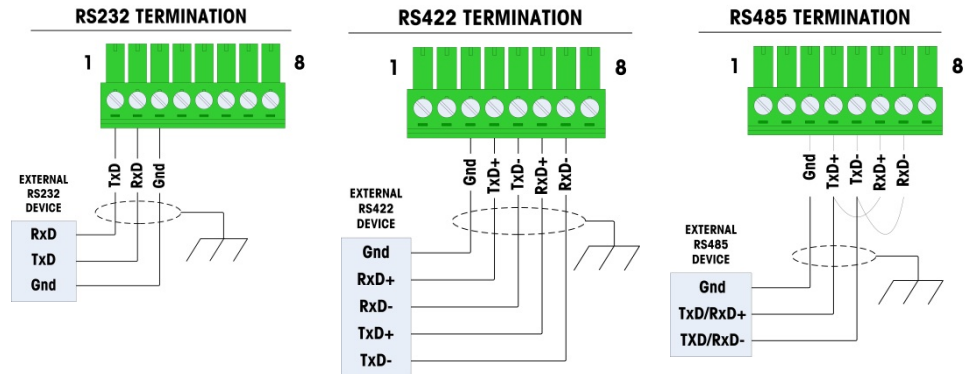 RS232 TERMINATION
1
8
TxD
RxD
Gnd
EXTERNAL
RS232
DEVICE
RxD
TxD
Gnd
RS422 TERMINATION
1
8
Gnd
TxD+
TxD-
RxD+
RxD-
EXTERNAL
RS422
DEVICE
Gnd
RxD+
RxD-
TxD+
TxD-
RS485 TERMINATION
1
8
Gnd
TxD+
TxD-
RxD+
RxD-
EXTERNAL
RS485
DEVICE
Gnd
TxD/RxD+
TXD/RxD-